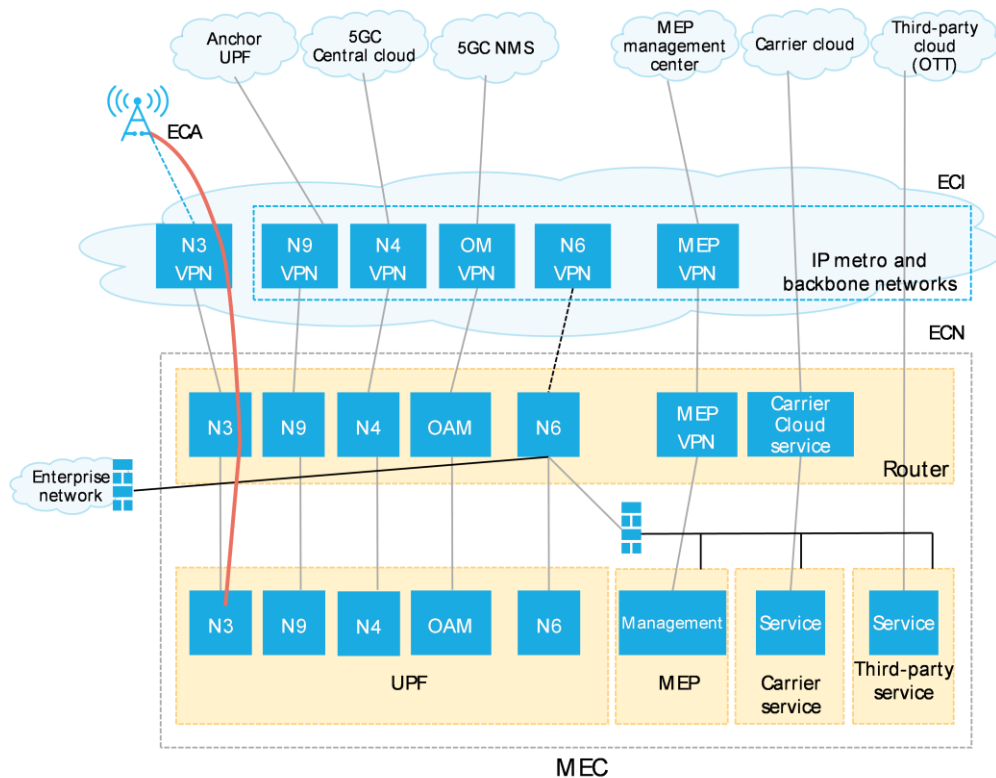 Anchor
UPF
5GC
Central cloud
5GC NMS
MEP
management
center
Carrier cloud
Third-party
cloud
(OTT)
ECA
ECI
N3
VPN
N9
VPN
N4
VPN
OM
VPN
N6
VPN
MEP
VPN
IP metro and
backbone networks
ECN
N3
N9
N4
OAM
N6
MEP
VPN
Carrier
Cloud
service
Router
Enterprise
network
N3
N9
N4
OAM
N6
Management
Service
Service
UPF
MEP
Carrier
service
Third-party
service
MEC